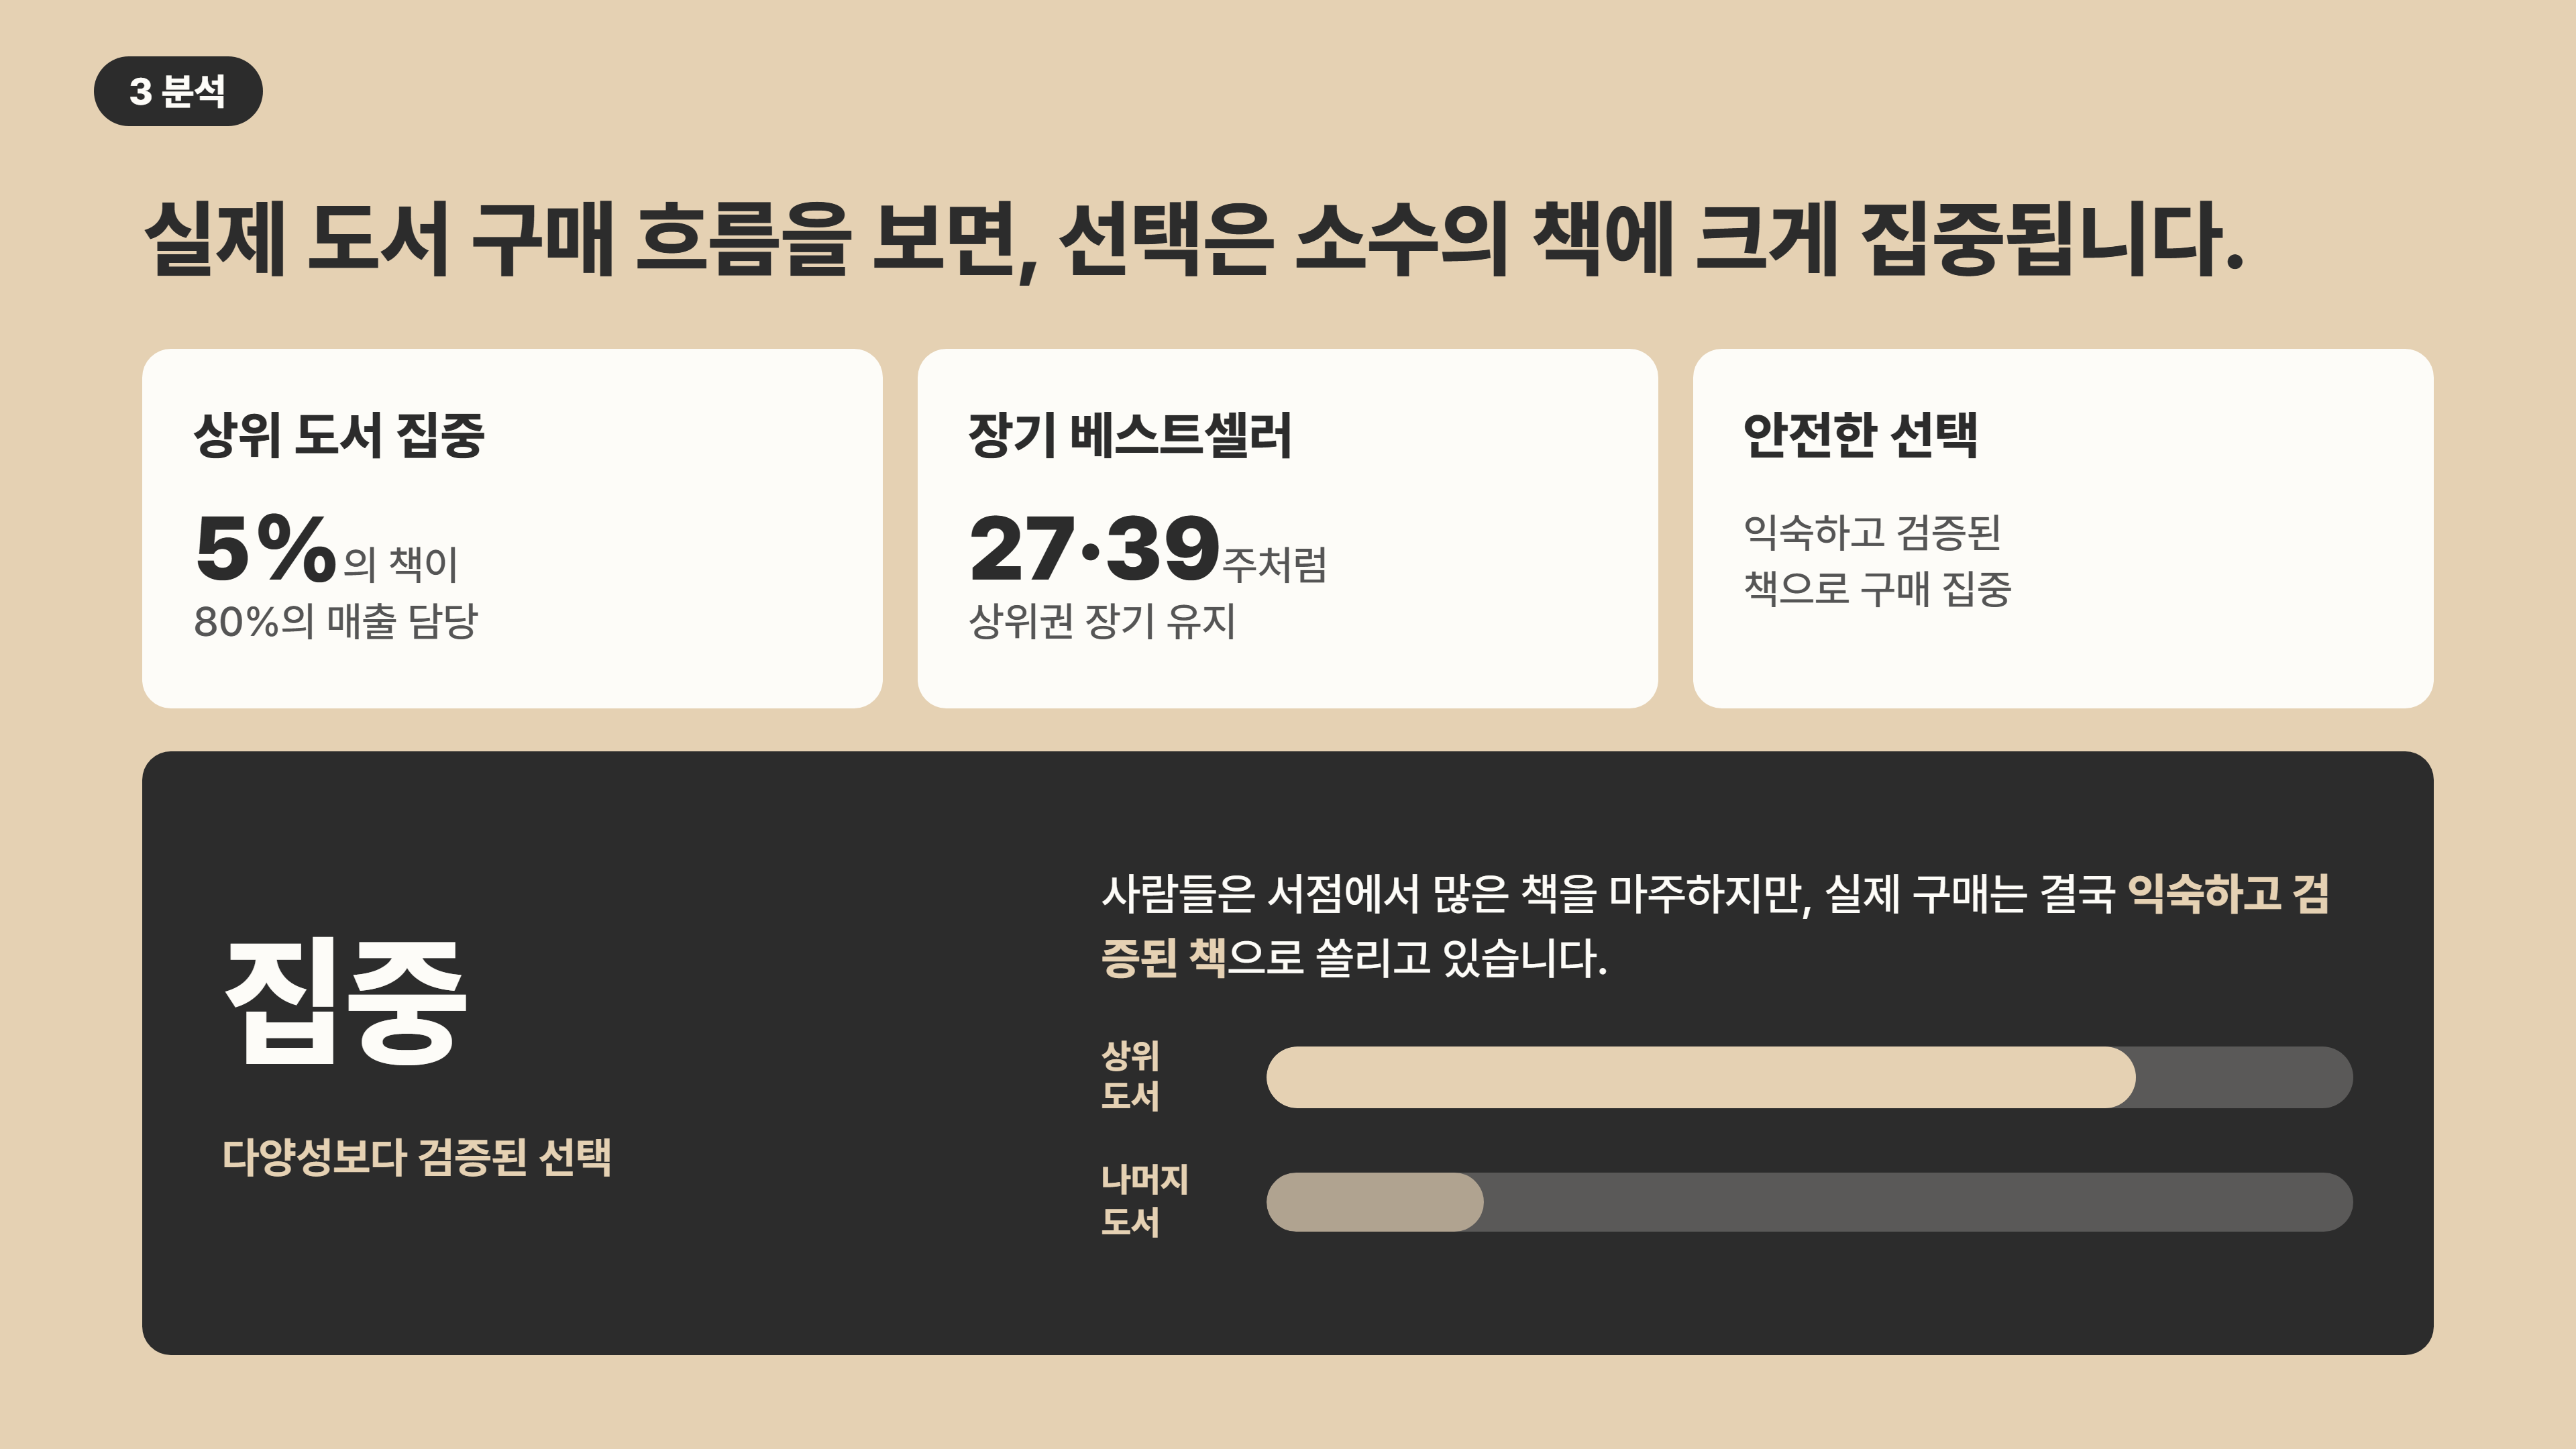 3 분석
실제 도서 구매 흐름을 보면, 선택은 소수의 책에 크게 집중됩니다.
상위 도서 집중
5%의 책이
80%의 매출 담당
장기 베스트셀러
27·39주처럼
상위권 장기 유지
안전한 선택
익숙하고 검증된
책으로 구매 집중
집중
다양성보다 검증된 선택
사람들은 서점에서 많은 책을 마주하지만, 실제 구매는 결국 익숙하고 검
증된 책으로 쏠리고 있습니다.
상위
도서
나머지
도서